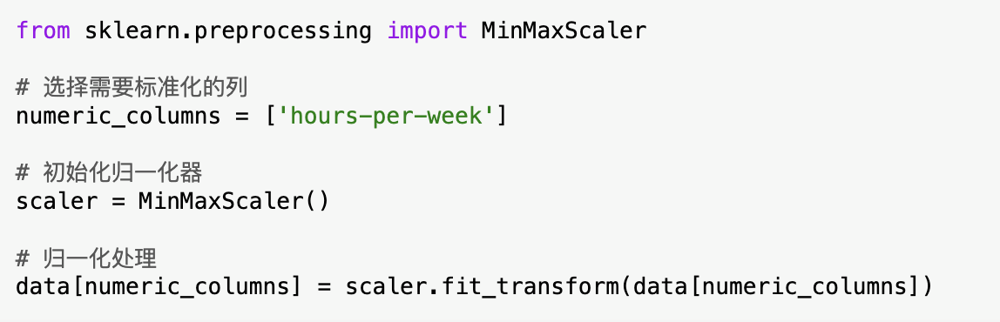 from sklearn.preprocessing import MinMaxScaler
# 选择需要标准化的列
numeric_columns = ['hours-per-week']
# 初始化归一化器
scaler = MinMaxScaler()
# 归一化处理
data[numeric_columns] = scaler.fit_transform(data[numeric_columns])